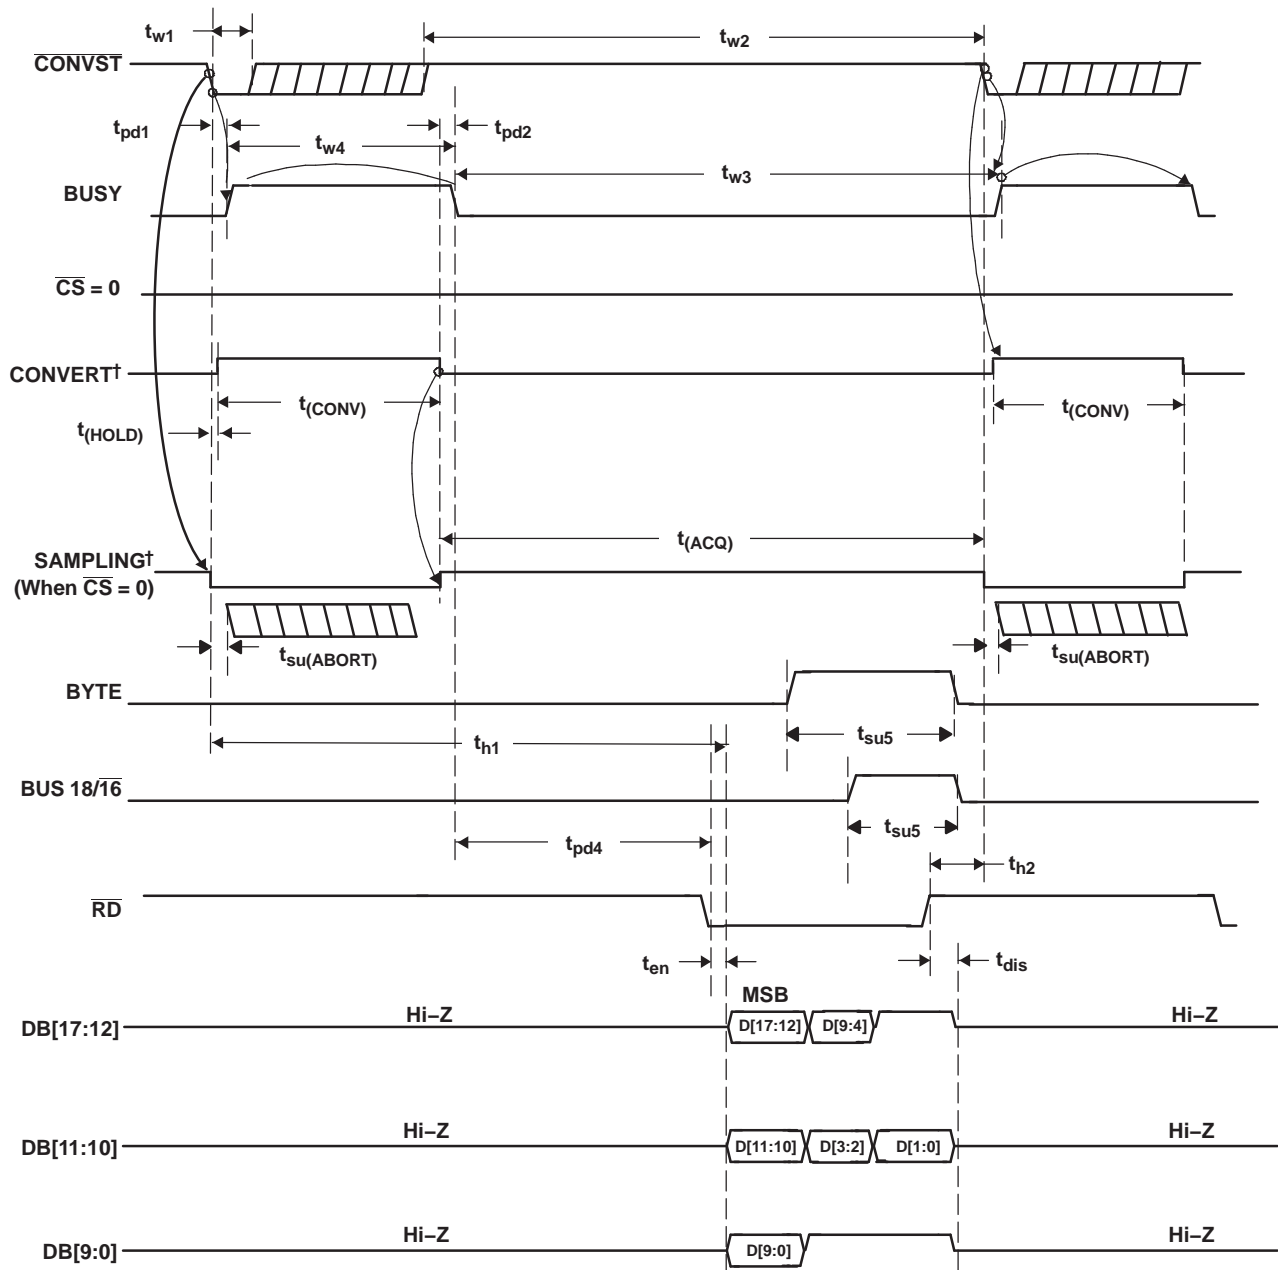 tw1
tw2
CONVST
tpd1
tpd2
tw4
tw3
BUSY
CS = 0
CONVERT†
t(CONV)
t(CONV)
t(HOLD)
t(ACQ)
SAMPLING†
(When CS = 0)
tsu(ABORT)
tsu(ABORT)
BYTE
tsu5
th1
BUS 18/16
tsu5
tpd4
th2
RD
ten
tdis
MSB
DB[17:12]
Hi–Z
D[17:12]
D[9:4]
Hi–Z
DB[11:10]
Hi–Z
D[11:10]
D[3:2]
D[1:0]
Hi–Z
DB[9:0]
Hi–Z
D[9:0]
Hi–Z